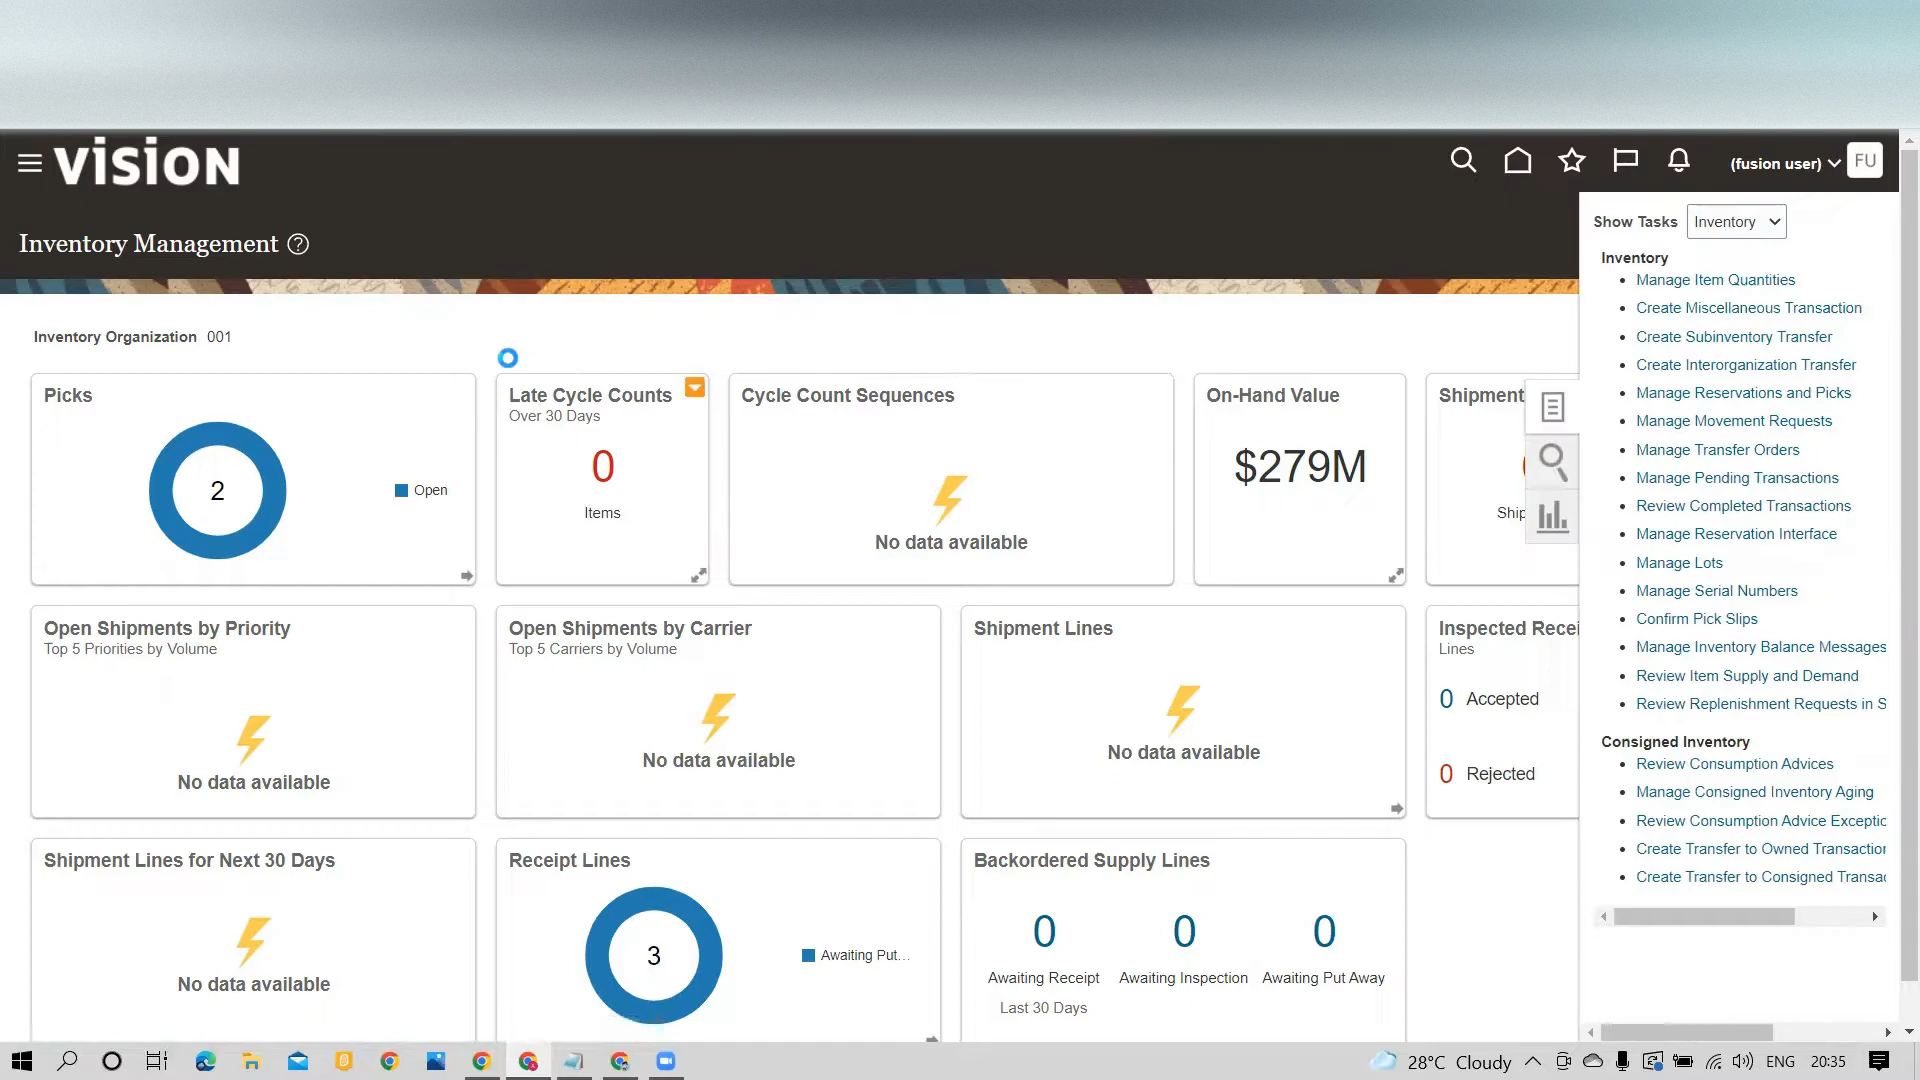 vision
(fusion user)
FU
Inventory Management
Show Tasks Inventory
Inventory
Manage Item Quantities
Create Miscellaneous Transaction
Create Subinventory Transfer
Create Interorganization Transfer
Manage Reservations and Picks
Manage Movement Requests
Manage Transfer Orders
Manage Pending Transactions
Review Completed Transactions
Manage Reservation Interface
Manage Lots
Manage Serial Numbers
Confirm Pick Slips
Manage Inventory Balance Messages
Review Item Supply and Demand
Review Replenishment Requests in S
Consigned Inventory
Review Consumption Advices
Manage Consigned Inventory Aging
Review Consumption Advice Exceptio
Create Transfer to Owned Transaction
Create Transfer to Consigned Transac
Inventory Organization 001
Picks
2
Open
Late Cycle Counts
Over 30 Days
0
Items
Cycle Count Sequences
No data available
On-Hand Value
$279M
Shipment
Ship
Open Shipments by Priority
Top 5 Priorities by Volume
No data available
Open Shipments by Carrier
Top 5 Carriers by Volume
No data available
Shipment Lines
No data available
Inspected Recei
Lines
0 Accepted
0 Rejected
Shipment Lines for Next 30 Days
No data available
Receipt Lines
3
Awaiting Put...
Backordered Supply Lines
0 0 0
Awaiting Receipt Awaiting Inspection Awaiting Put Away
Last 30 Days
28°C Cloudy
ENG
20:35